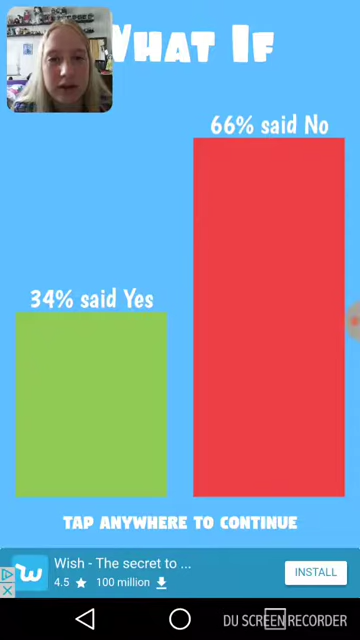 What If
66% said No
34% said Yes
TAP ANYWHERE TO CONTINUE
Wish - The secret to ...
4.5 ★ 100 million
INSTALL
DU SCREEN RECORDER